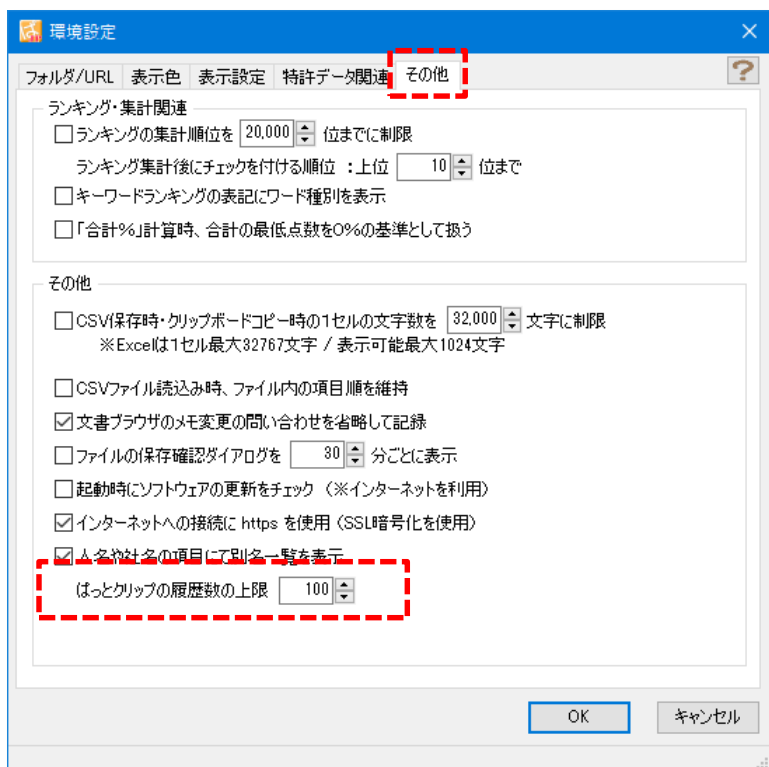 環境設定
フォルダ/URL 表示色 表示設定 特許データ関連 その他
ランキング・集計関連
ランキングの集計順位を 20,000 位までに制限
ランキング集計後にチェックを付ける順位 :上位 10 位まで
キーワードランキングの表記にワード種別を表示
「合計%」計算時、合計の最低点数を0%の基準として扱う
その他
CSV保存時・クリップボードコピー時の1セルの文字数を 32,000 文字に制限
※Excelは1セル最大32767文字 / 表示可能最大1024文字
CSVファイル読込み時、ファイル内の項目順を維持
文書ブラウザのメモ変更の問い合わせを省略して記録
ファイルの保存確認ダイアログを 30 分ごとに表示
起動時にソフトウェアの更新をチェック (※インターネットを利用)
インターネットへの接続に https を使用 (SSL暗号化を使用)
人名や社名の項目にて別名一覧を表示
ぱっとクリップの履歴数の上限 100
OK キャンセル